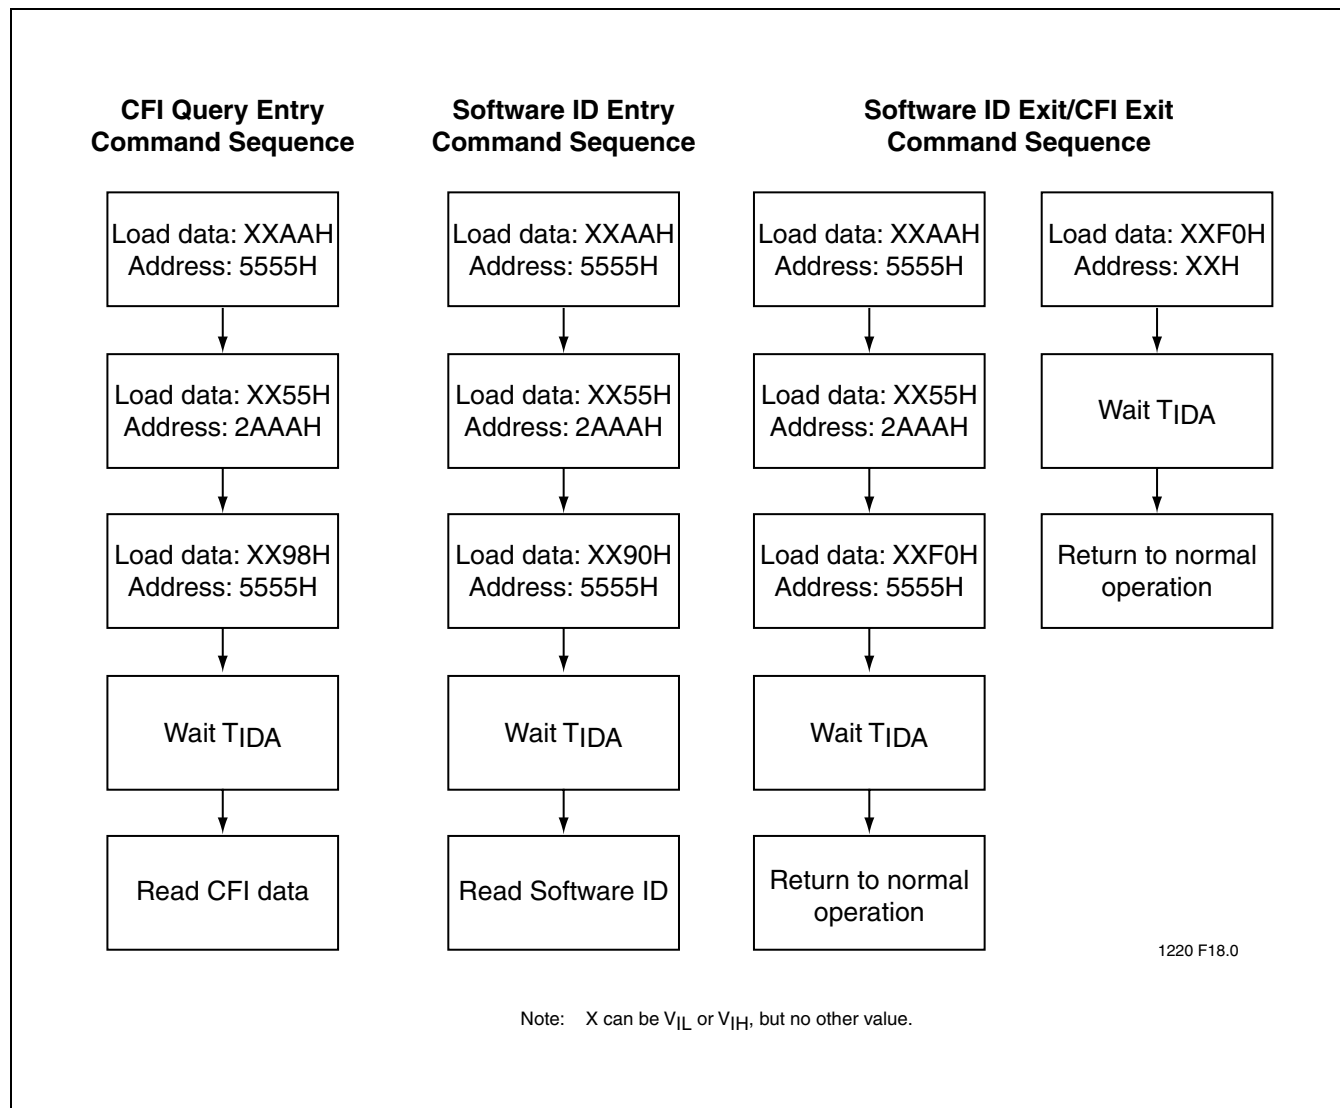 CFI Query Entry
Command Sequence
Load data: XXAAH
Address: 5555H
Load data: XX55H
Address: 2AAAH
Load data: XX98H
Address: 5555H
Wait TIDA
Read CFI data
Software ID Entry
Command Sequence
Load data: XXAAH
Address: 5555H
Load data: XX55H
Address: 2AAAH
Load data: XX90H
Address: 5555H
Wait TIDA
Read Software ID
Software ID Exit/CFI Exit
Command Sequence
Load data: XXAAH
Address: 5555H
Load data: XX55H
Address: 2AAAH
Load data: XXF0H
Address: 5555H
Wait TIDA
Return to normal
operation
Load data: XXF0H
Address: XXH
Wait TIDA
Return to normal
operation
1220 F18.0
Note: X can be VIL or VIH, but no other value.